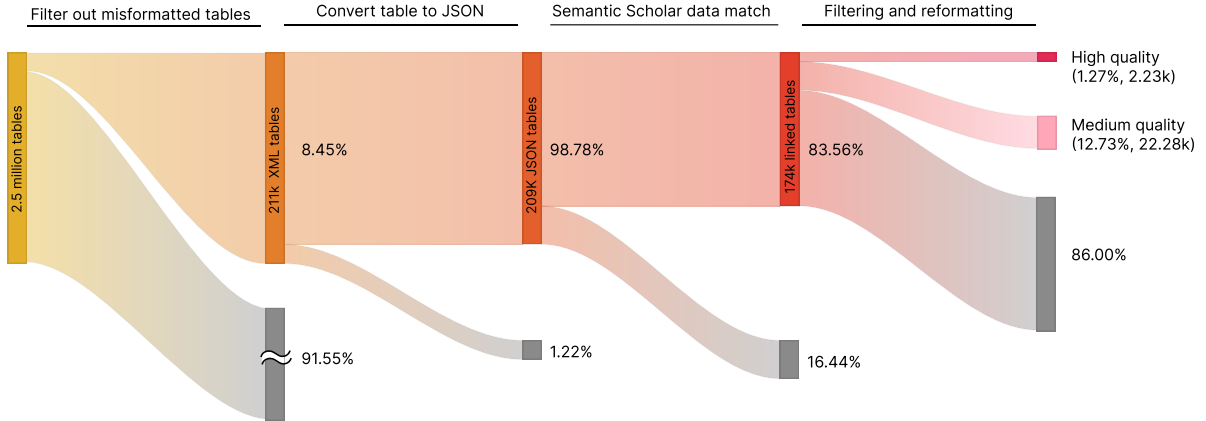 Filter out misformatted tables
Convert table to JSON
Semantic Scholar data match
Filtering and reformatting
2.5 million tables
211k XML tables
8.45%
209K JSON tables
98.78%
174k linked tables
83.56%
High quality
(1.27%, 2.23k)
Medium quality
(12.73%, 22.28k)
86.00%
91.55%
1.22%
16.44%